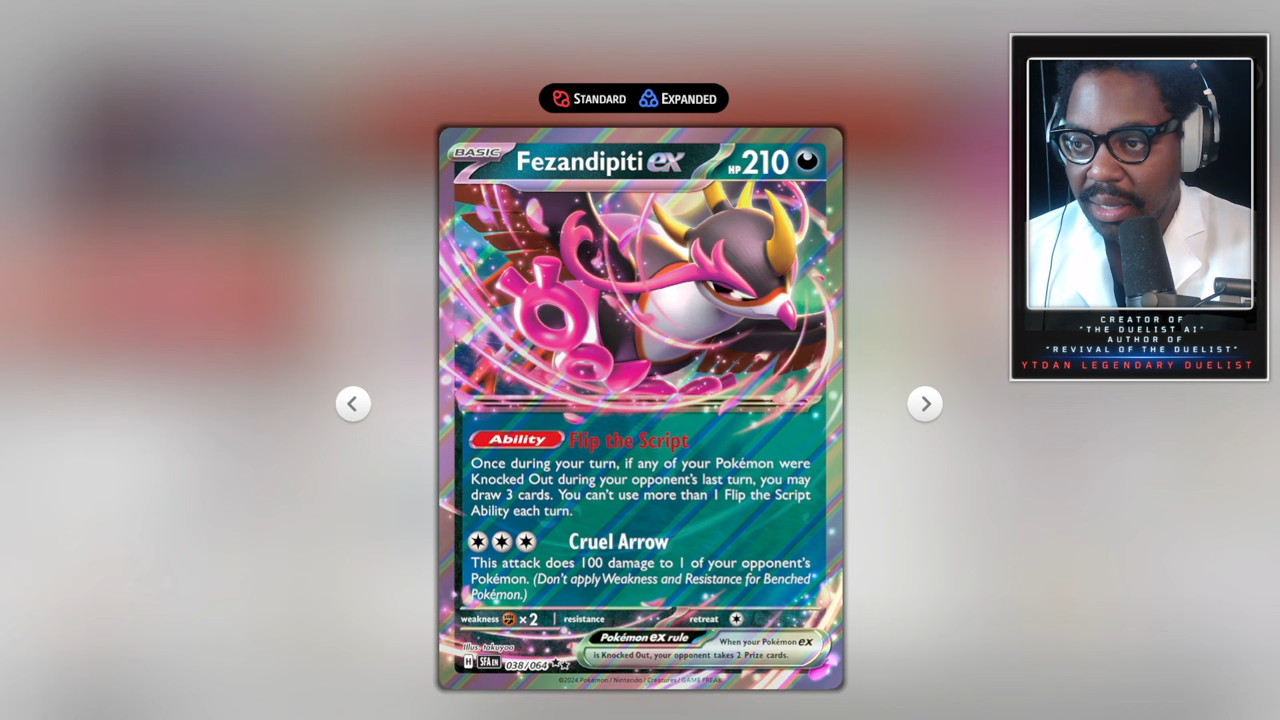 STANDARD EXPANDED
BASIC Fezandipiti ex HP 210
Ability Flip the Script
Once during your turn, if any of your Pokémon were
Knocked Out during your opponent's last turn, you may
draw 3 cards. You can't use more than 1 Flip the Script
Ability each turn.
Cruel Arrow
This attack does 100 damage to 1 of your opponent's
Pokémon. (Don't apply Weakness and Resistance for Benched
Pokémon.)
weakness ×2 resistance retreat
Pokémon ex rule When your Pokémon ex
is Knocked Out, your opponent takes 2 Prize cards.
Illus. takuyoa
H SFA EN 038/064 ★★
©2024 Pokémon / Nintendo / Creatures / GAME FREAK
CREATOR OF
"THE DUELIST AI"
AUTHOR OF
"REVIVAL OF THE DUELIST"
YTDAN LEGENDARY DUELIST